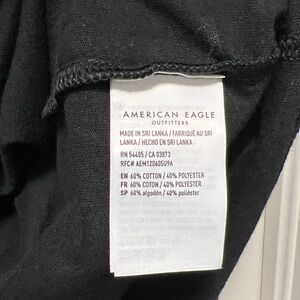 AMERICAN EAGLE
OUTFITTERS
MADE IN SRI LANKA / FABRIQUÉ AU SRI
LANKA / HECHO EN SRI LANKA
RN 54485 / CA 03873
RFC# AEM120605U9A
EN 60% COTTON / 40% POLYESTER
FR 60% COTON / 40% POLYESTER
SP 60% algodón / 40% poliéster